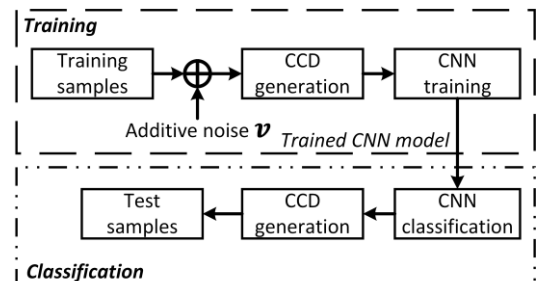 Training
Training
samples
CCD
generation
CNN
training
Additive noise v
Trained CNN model
Test
samples
CCD
generation
CNN
classification
Classification